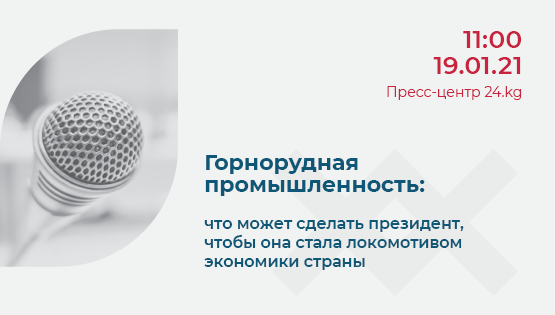 11:00
19.01.21
Пресс-центр 24.kg
Горнорудная
промышленность:
что может сделать президент,
чтобы она стала локомотивом
экономики страны